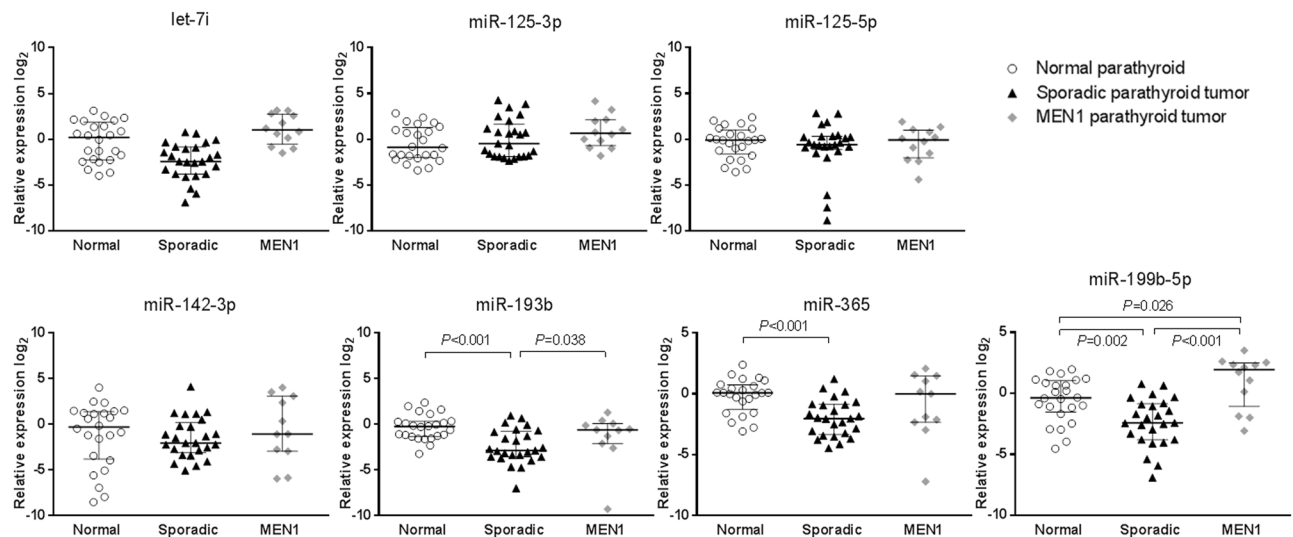 let-7i
Relative expression log2
10
5
0
-5
-10
Normal
Sporadic
MEN1
miR-125-3p
Relative expression log2
10
5
0
-5
-10
Normal
Sporadic
MEN1
miR-125-5p
Relative expression log2
10
5
0
-5
-10
Normal
Sporadic
MEN1
Normal parathyroid
Sporadic parathyroid tumor
MEN1 parathyroid tumor
miR-142-3p
Relative expression log2
10
5
0
-5
-10
Normal
Sporadic
MEN1
miR-193b
Relative expression log2
10
5
0
-5
-10
P<0.001
P=0.038
Normal
Sporadic
MEN1
miR-365
Relative expression log2
5
0
-5
-10
P<0.001
Normal
Sporadic
MEN1
miR-199b-5p
Relative expression log2
5
0
-5
-10
P=0.026
P=0.002
P<0.001
Normal
Sporadic
MEN1